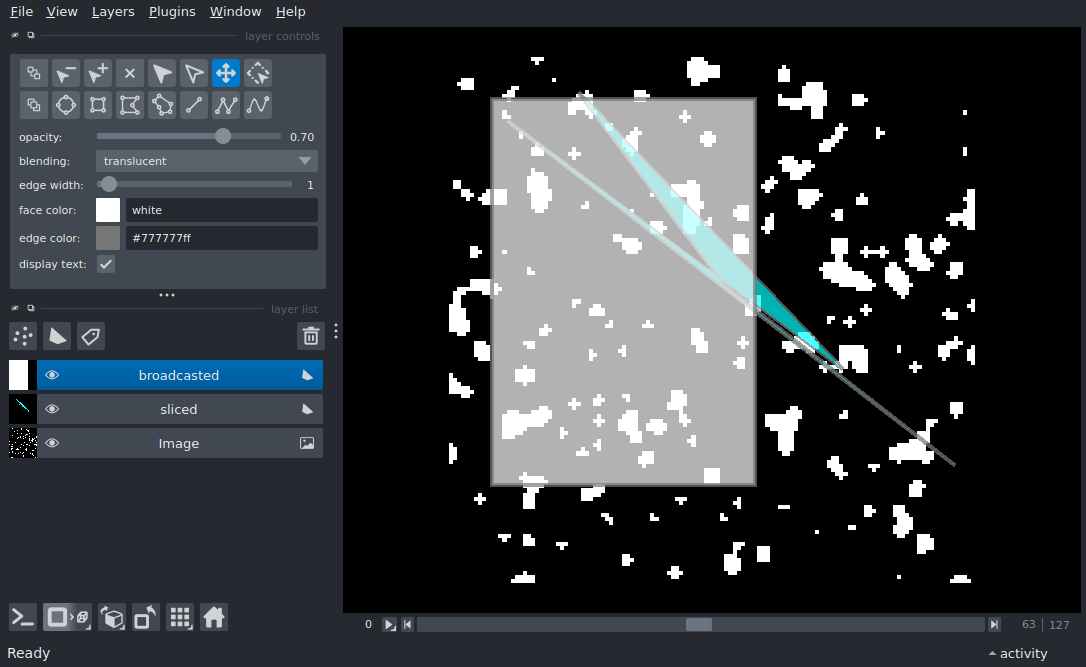 File View Layers Plugins Window Help
layer controls
opacity: 0.70
blending: translucent
edge width: 1
face color: white
edge color: #777777ff
display text:
layer list
broadcasted
sliced
Image
0 63 127
Ready activity